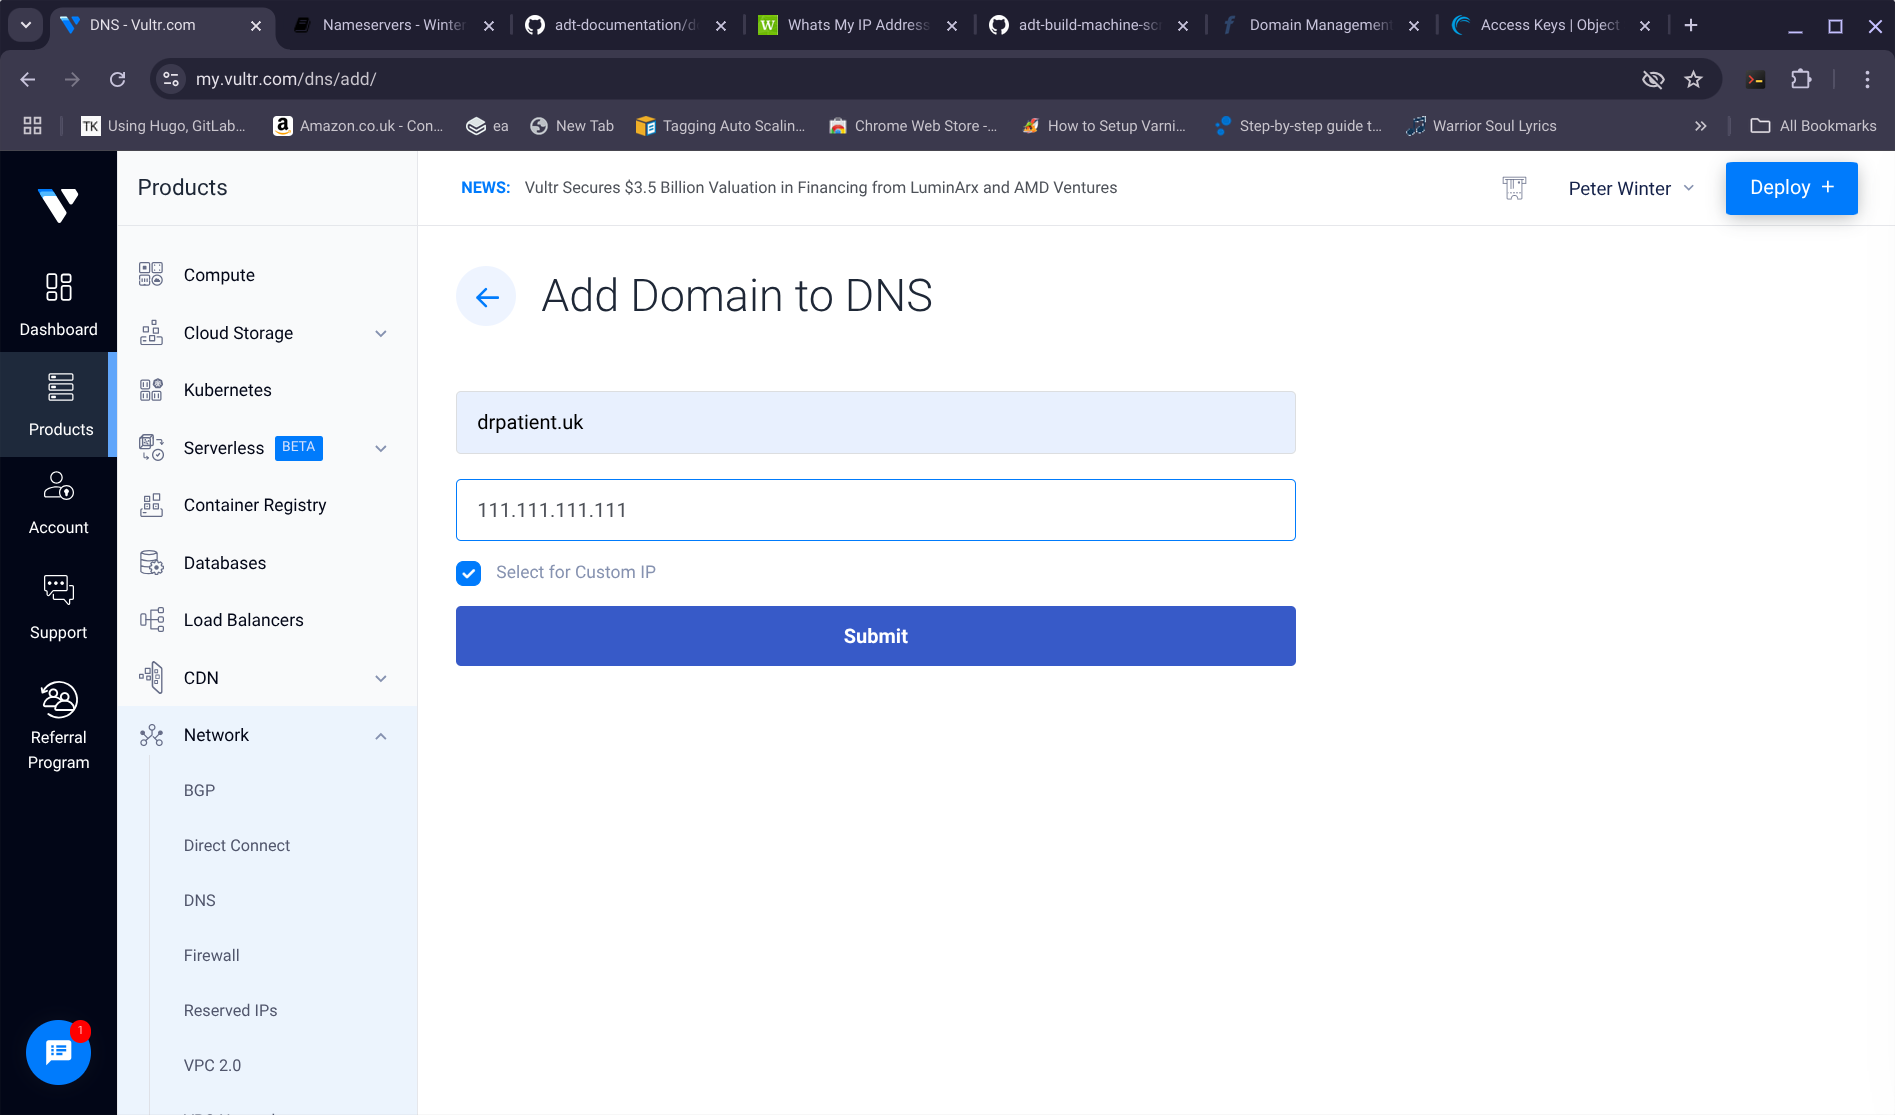 DNS - Vultr.com
Nameservers - Winter
adt-documentation/d
Whats My IP Address
adt-build-machine-scr
Domain Management
Access Keys | Object
my.vultr.com/dns/add/
TK Using Hugo, GitLab...
Amazon.co.uk - Con...
ea
New Tab
Tagging Auto Scalin...
Chrome Web Store -...
How to Setup Varni...
Step-by-step guide t...
Warrior Soul Lyrics
All Bookmarks
Products
NEWS: Vultr Secures $3.5 Billion Valuation in Financing from LuminArx and AMD Ventures
Peter Winter
Deploy +
Dashboard
Products
Account
Support
Referral
Program
1
Compute
Cloud Storage
Kubernetes
Serverless BETA
Container Registry
Databases
Load Balancers
CDN
Network
BGP
Direct Connect
DNS
Firewall
Reserved IPs
VPC 2.0
Add Domain to DNS
drpatient.uk
111.111.111.111
Select for Custom IP
Submit